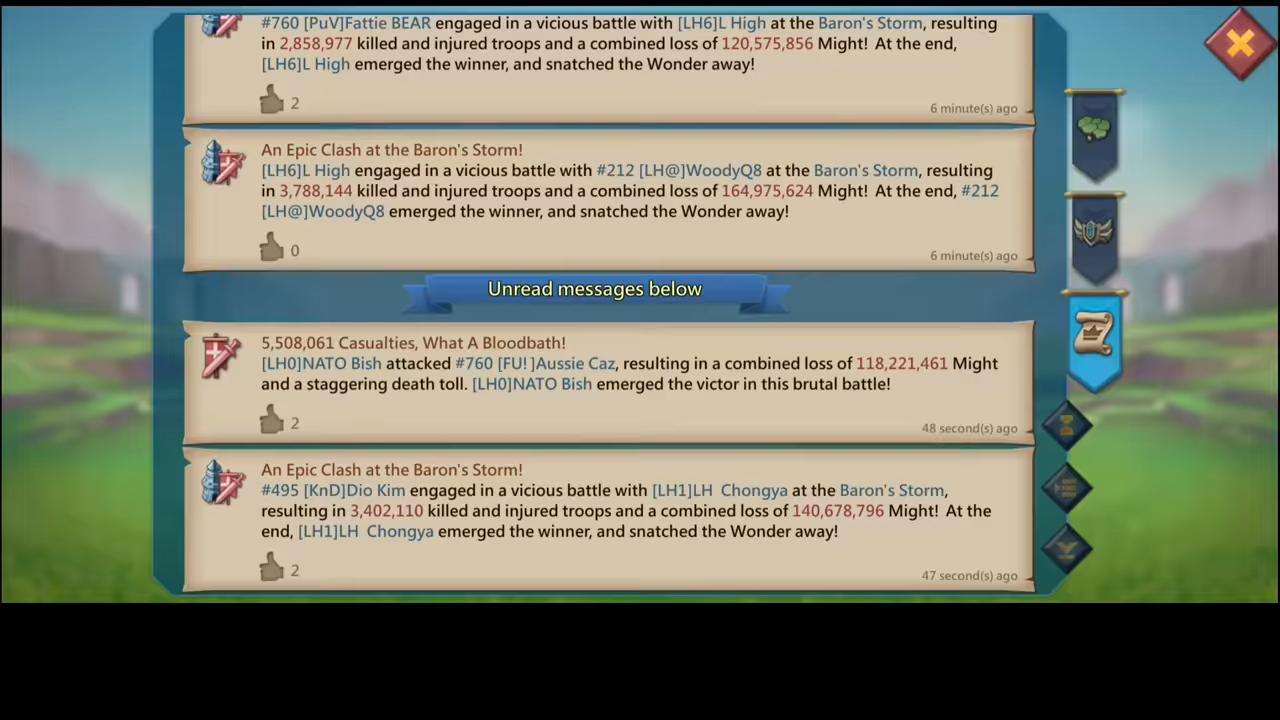 #760 [PuV]Fattie BEAR engaged in a vicious battle with [LH6]L High at the Baron's Storm, resulting
in 2,858,977 killed and injured troops and a combined loss of 120,575,856 Might! At the end,
[LH6]L High emerged the winner, and snatched the Wonder away!
2
6 minute(s) ago
An Epic Clash at the Baron's Storm!
[LH6]L High engaged in a vicious battle with #212 [LH@]WoodyQ8 at the Baron's Storm, resulting
in 3,788,144 killed and injured troops and a combined loss of 164,975,624 Might! At the end, #212
[LH@]WoodyQ8 emerged the winner, and snatched the Wonder away!
0
6 minute(s) ago
Unread messages below
5,508,061 Casualties, What A Bloodbath!
[LH0]NATO Bish attacked #760 [FU! ]Aussie Caz, resulting in a combined loss of 118,221,461 Might
and a staggering death toll. [LH0]NATO Bish emerged the victor in this brutal battle!
2
48 second(s) ago
An Epic Clash at the Baron's Storm!
#495 [KnD]Dio Kim engaged in a vicious battle with [LH1]LH  Chongya at the Baron's Storm,
resulting in 3,402,110 killed and injured troops and a combined loss of 140,678,796 Might! At the
end, [LH1]LH  Chongya emerged the winner, and snatched the Wonder away!
2
47 second(s) ago